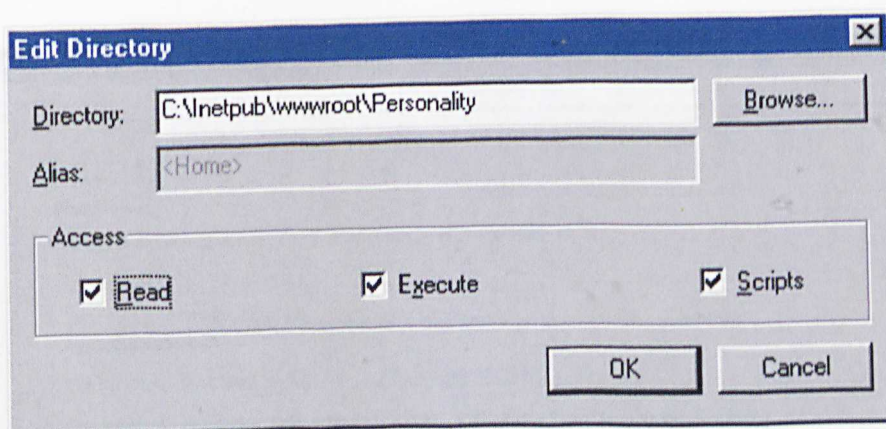 Edit Directory
Directory: C:\Inetpub\wwwroot\Personality Browse...
Alias: <Home>
Access
Read Execute Scripts
OK Cancel